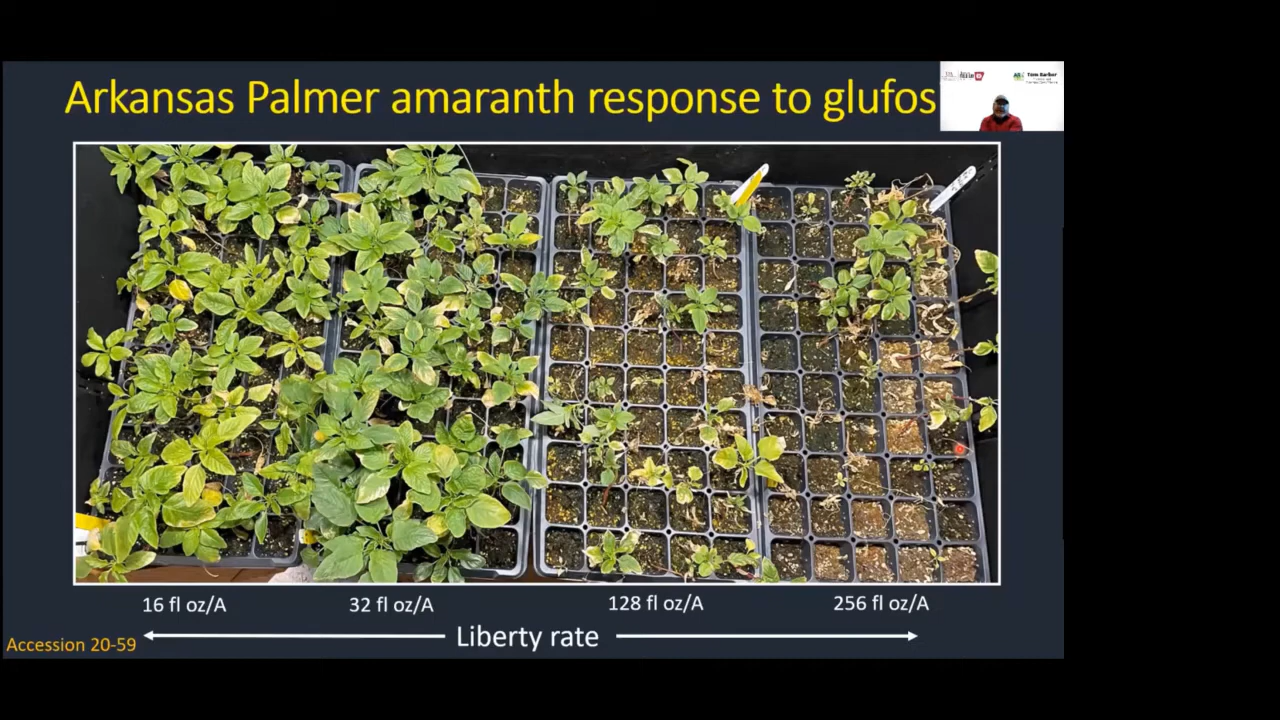 Arkansas Palmer amaranth response to glufos
Tom Barber
16 fl oz/A
32 fl oz/A
128 fl oz/A
256 fl oz/A
Accession 20-59
Liberty rate